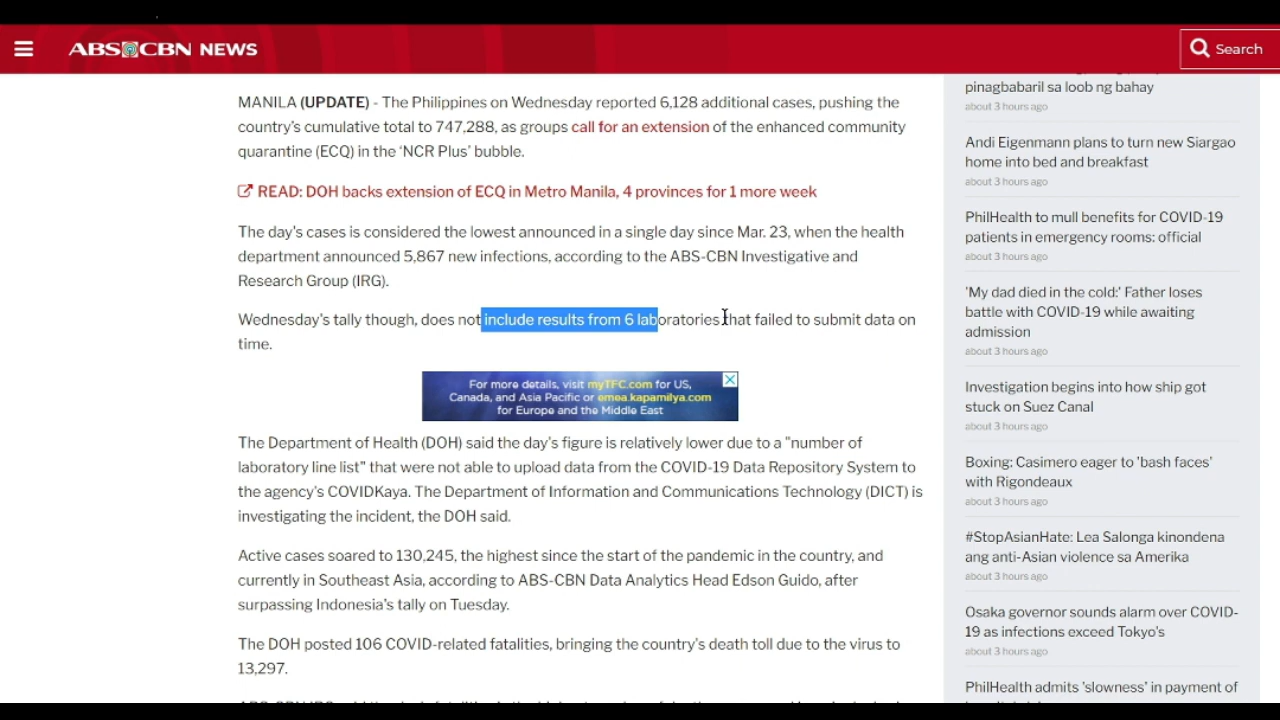 ABS-CBN NEWS
Search
MANILA (UPDATE) - The Philippines on Wednesday reported 6,128 additional cases, pushing the
country's cumulative total to 747,288, as groups call for an extension of the enhanced community
quarantine (ECQ) in the ‘NCR Plus’ bubble.
READ: DOH backs extension of ECQ in Metro Manila, 4 provinces for 1 more week
The day's cases is considered the lowest announced in a single day since Mar. 23, when the health
department announced 5,867 new infections, according to the ABS-CBN Investigative and
Research Group (IRG).
Wednesday's tally though, does not include results from 6 laboratories that failed to submit data on
time.
For more details, visit myTFC.com for US,
Canada, and Asia Pacific or emea.kapamilya.com
for Europe and the Middle East
The Department of Health (DOH) said the day's figure is relatively lower due to a "number of
laboratory line list" that were not able to upload data from the COVID-19 Data Repository System to
the agency's COVIDKaya. The Department of Information and Communications Technology (DICT) is
investigating the incident, the DOH said.
Active cases soared to 130,245, the highest since the start of the pandemic in the country, and
currently in Southeast Asia, according to ABS-CBN Data Analytics Head Edson Guido, after
surpassing Indonesia's tally on Tuesday.
The DOH posted 106 COVID-related fatalities, bringing the country's death toll due to the virus to
13,297.
pinagbabaril sa loob ng bahay
about 3 hours ago
Andi Eigenmann plans to turn new Siargao
home into bed and breakfast
about 3 hours ago
PhilHealth to mull benefits for COVID-19
patients in emergency rooms: official
about 3 hours ago
'My dad died in the cold:' Father loses
battle with COVID-19 while awaiting
admission
about 3 hours ago
Investigation begins into how ship got
stuck on Suez Canal
about 3 hours ago
Boxing: Casimero eager to 'bash faces'
with Rigondeaux
about 3 hours ago
#StopAsianHate: Lea Salonga kinondena
ang anti-Asian violence sa Amerika
about 3 hours ago
Osaka governor sounds alarm over COVID-
19 as infections exceed Tokyo's
about 3 hours ago
PhilHealth admits 'slowness' in payment of